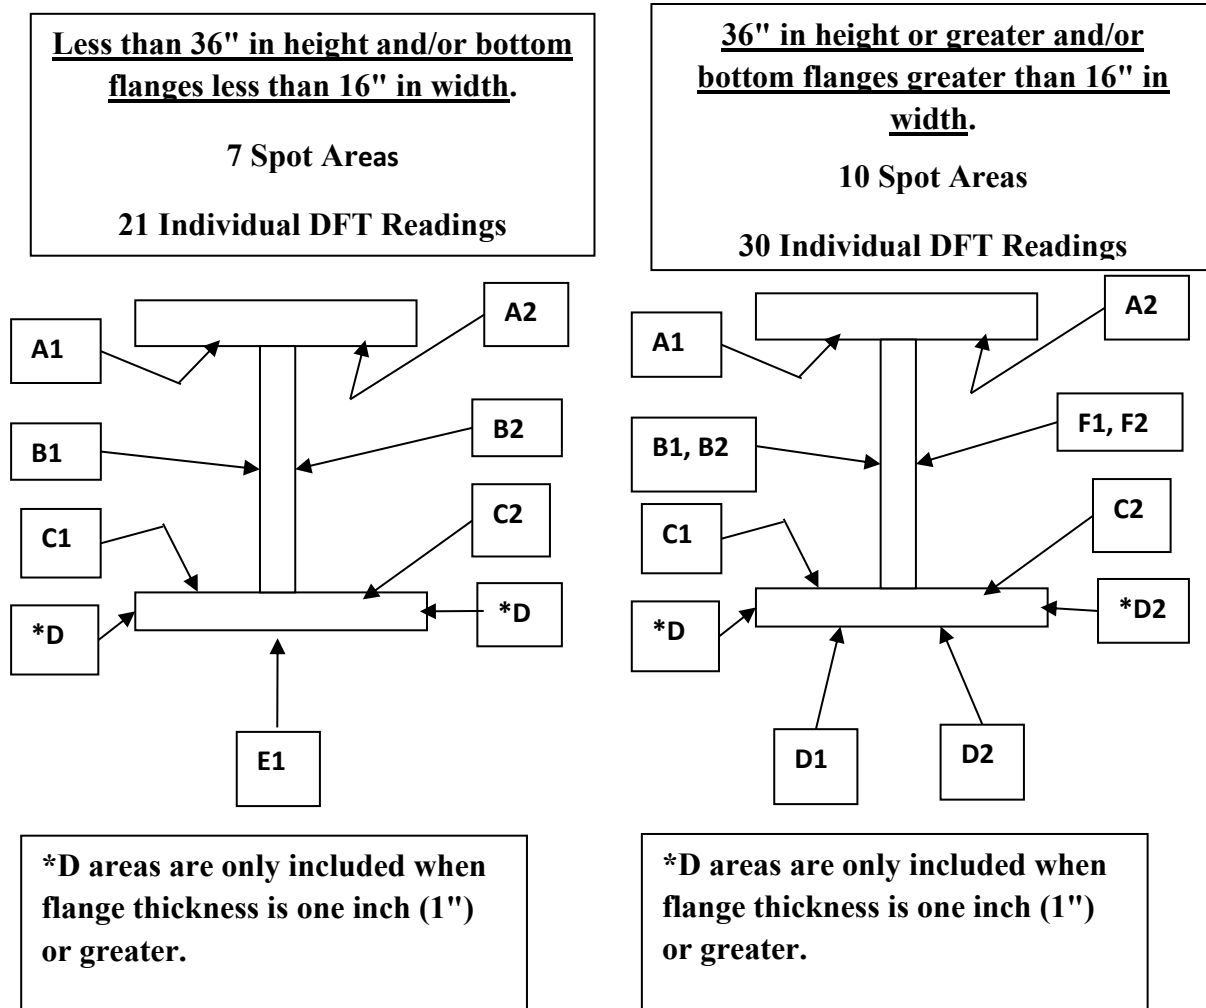 Less than 36" in height and/or bottom
flanges less than 16" in width.
7 Spot Areas
21 Individual DFT Readings
A1
A2
B1
B2
C1
C2
*D
*D
E1
*D areas are only included when
flange thickness is one inch (1")
or greater.
36" in height or greater and/or
bottom flanges greater than 16" in
width.
10 Spot Areas
30 Individual DFT Readings
A1
A2
B1, B2
F1, F2
C1
C2
*D
*D2
D1
D2
*D areas are only included when
flange thickness is one inch (1")
or greater.